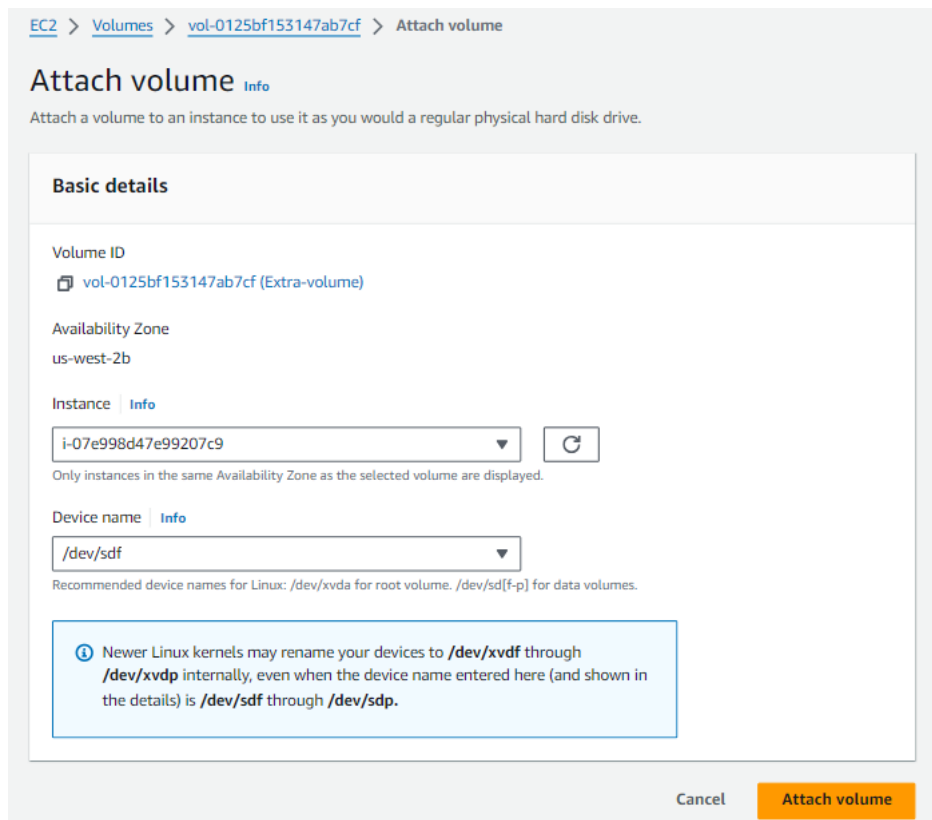 EC2 > Volumes > vol-0125bf153147ab7cf > Attach volume
Attach volume Info
Attach a volume to an instance to use it as you would a regular physical hard disk drive.
Basic details
Volume ID
vol-0125bf153147ab7cf (Extra-volume)
Availability Zone
us-west-2b
Instance Info
i-07e998d47e99207c9
Only instances in the same Availability Zone as the selected volume are displayed.
Device name Info
/dev/sdf
Recommended device names for Linux: /dev/xvda for root volume. /dev/sd[f-p] for data volumes.
Newer Linux kernels may rename your devices to /dev/xvdf through
/dev/xvdp internally, even when the device name entered here (and shown in
the details) is /dev/sdf through /dev/sdp.
Cancel Attach volume